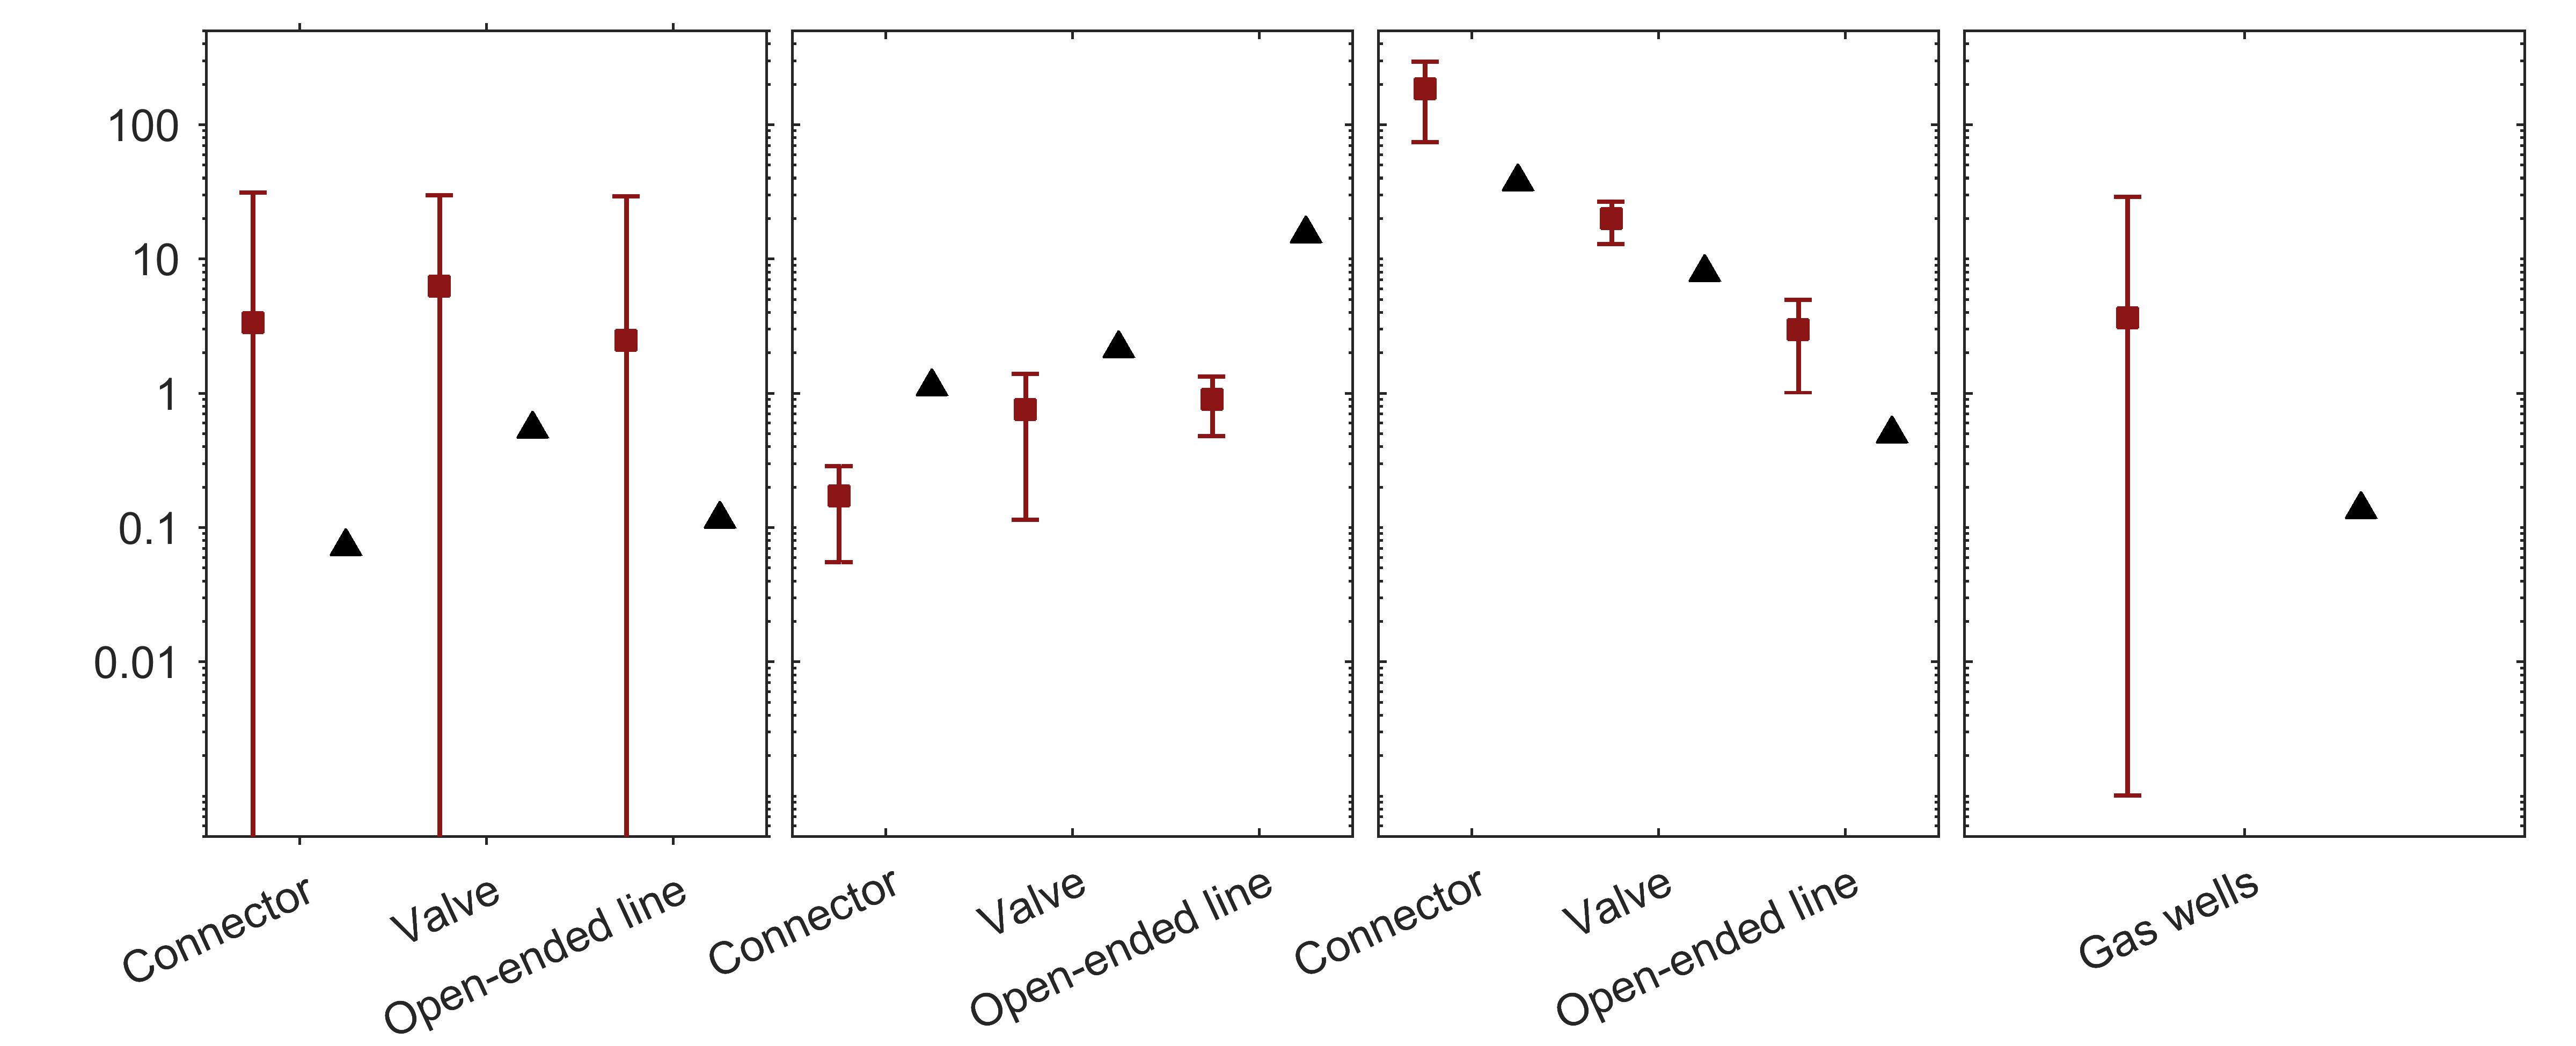 100
10
1
0.1
0.01
Connector
Valve
Open-ended line
Connector
Valve
Open-ended line
Connector
Valve
Open-ended line
Gas wells